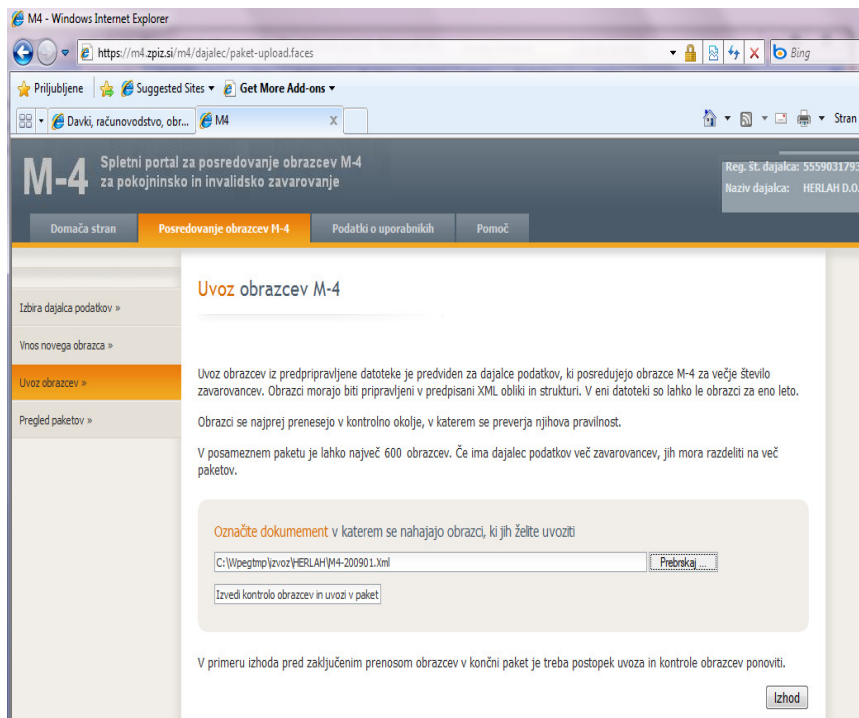 M4 - Windows Internet Explorer
https://m4.zpiz.si/m4/dajalec/paket-upload.faces
Bing
Priljubljene
Suggested Sites
Get More Add-ons
Davki, računovodstvo, obr...
M4
X
Stran
M-4
Spletni portal za posredovanje obrazcev M-4
za pokojninsko in invalidsko zavarovanje
Reg. št. dajalca: 5559031793
Naziv dajalca: HERLAH D.O.
Domača stran
Posredovanje obrazcev M-4
Podatki o uporabnikih
Pomoč
Izbira dajalca podatkov »
Vnos novega obrazca »
Uvoz obrazcev »
Pregled paketov »
Uvoz obrazcev M-4
Uvoz obrazcev iz predpripravljene datoteke je predviden za dajalce podatkov, ki posredujejo obrazce M-4 za večje število
zavarovancev. Obrazci morajo biti pripravljeni v predpisani XML obliki in strukturi. V eni datoteki so lahko le obrazci za eno leto.
Obrazci se najprej prenesejo v kontrolno okolje, v katerem se preverja njihova pravilnost.
V posameznem paketu je lahko največ 600 obrazcev. Če ima dajalec podatkov več zavarovancev, jih mora razdeliti na več
paketov.
Označite dokumement v katerem se nahajajo obrazci, ki jih želite uvoziti
C:\Wpegtmp\izvoz\HERLAH\M4-200901.Xml
Prebrskaj ...
Izvedi kontrolo obrazcev in uvozi v paket
V primeru izhoda pred zaključenim prenosom obrazcev v končni paket je treba postopek uvoza in kontrole obrazcev ponoviti.
Izhod